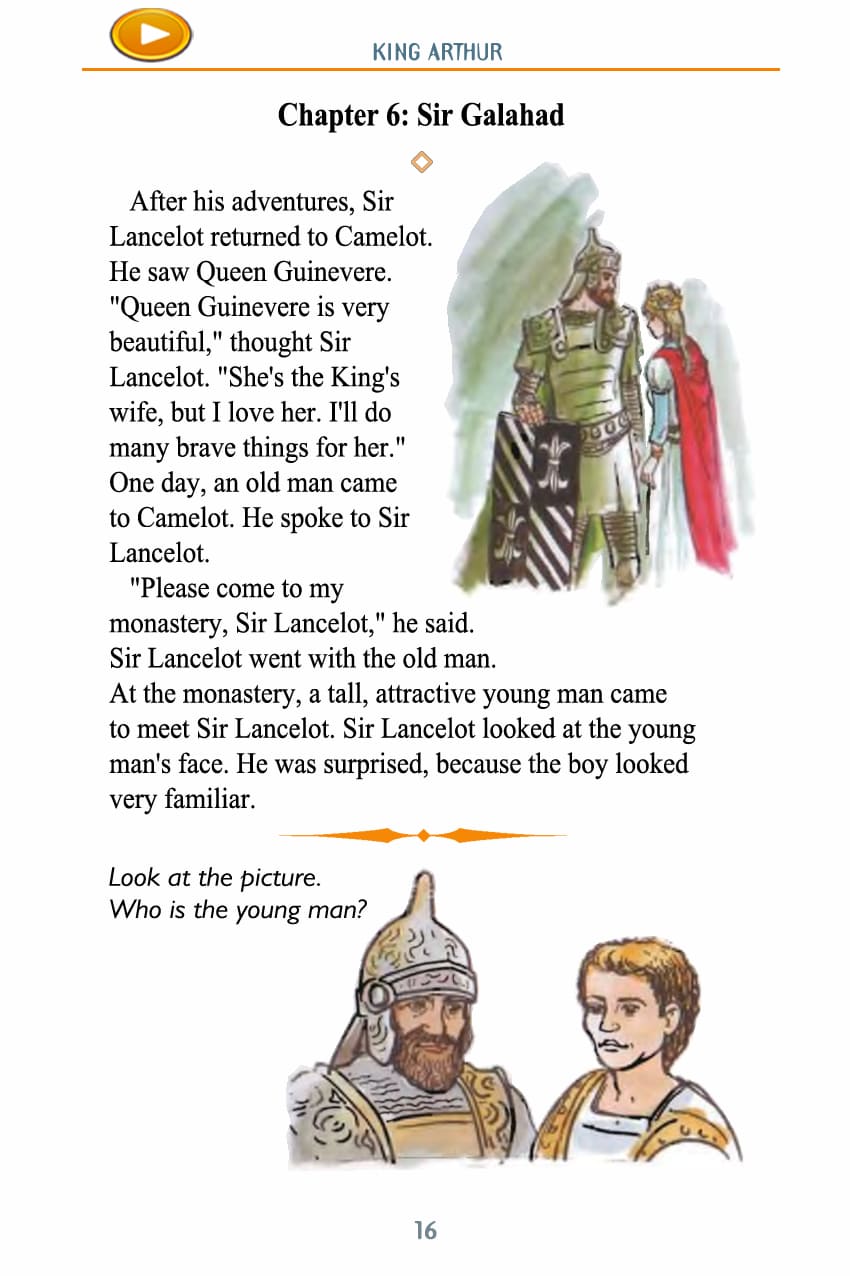 KING ARTHUR
Chapter 6: Sir Galahad
After his adventures, Sir
Lancelot returned to Camelot.
He saw Queen Guinevere.
"Queen Guinevere is very
beautiful," thought Sir
Lancelot. "She's the King's
wife, but I love her. I'll do
many brave things for her."
One day, an old man came
to Camelot. He spoke to Sir
Lancelot.
"Please come to my
monastery, Sir Lancelot," he said.
Sir Lancelot went with the old man.
At the monastery, a tall, attractive young man came
to meet Sir Lancelot. Sir Lancelot looked at the young
man's face. He was surprised, because the boy looked
very familiar.
Look at the picture.
Who is the young man?
16